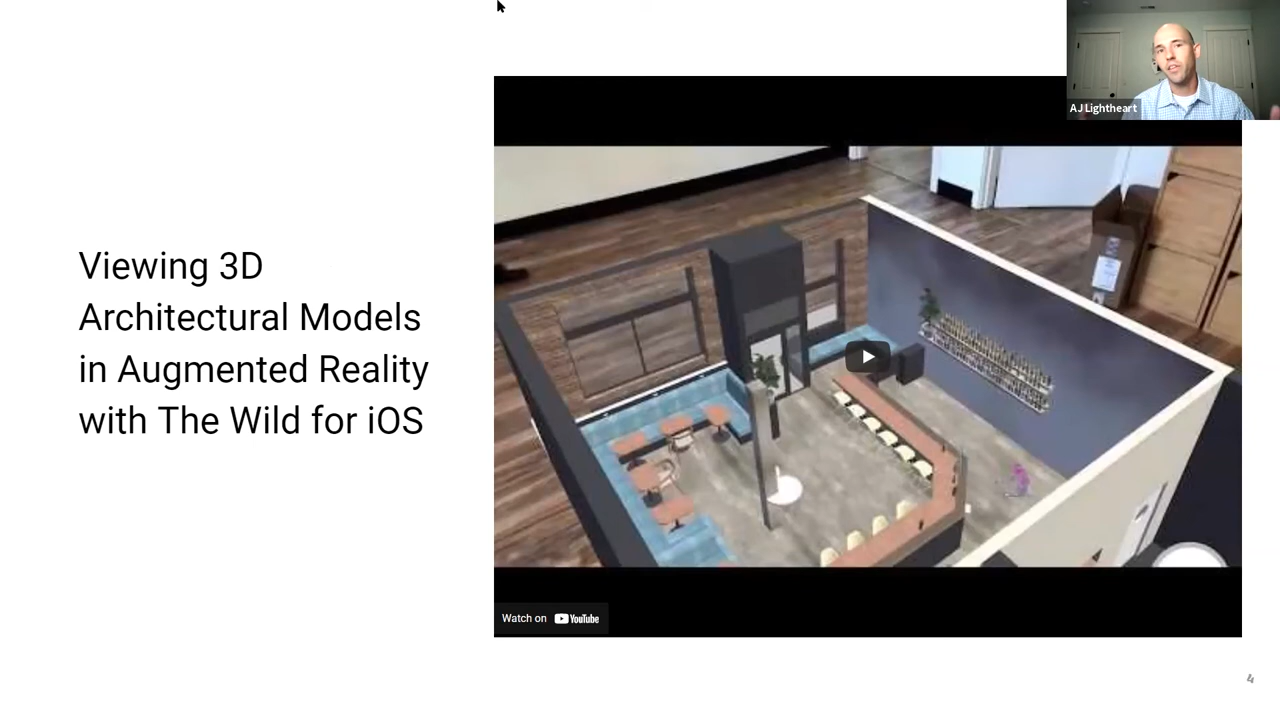 AJ Lightheart
Viewing 3D
Architectural Models
in Augmented Reality
with The Wild for iOS
Watch on YouTube
4